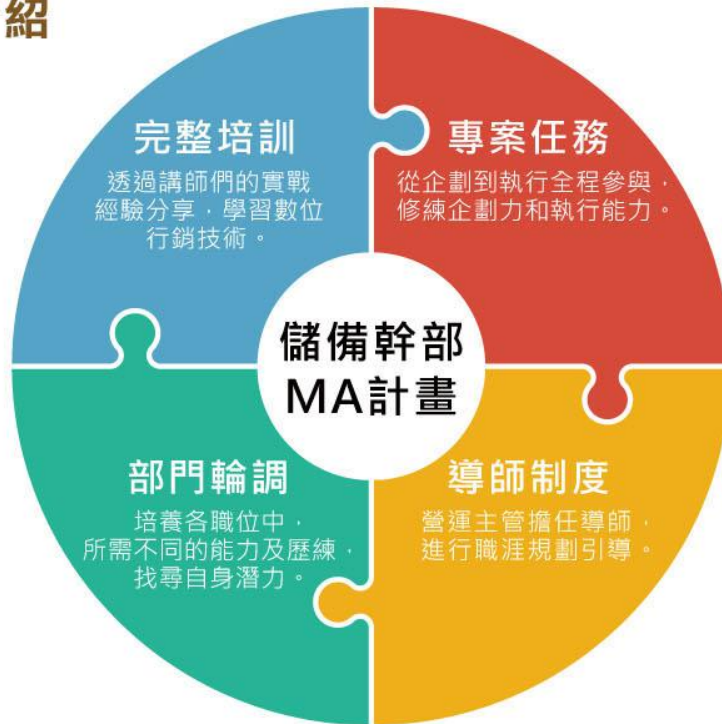 紹
完整培訓
透過講師們的實戰
經驗分享，學習數位
行銷技術。
專案任務
從企劃到執行全程參與，
修練企劃力和執行能力。
儲備幹部
MA計畫
部門輪調
培養各職位中，
所需不同的能力及歷練，
找尋自身潛力。
導師制度
營運主管擔任導師，
進行職涯規劃引導。